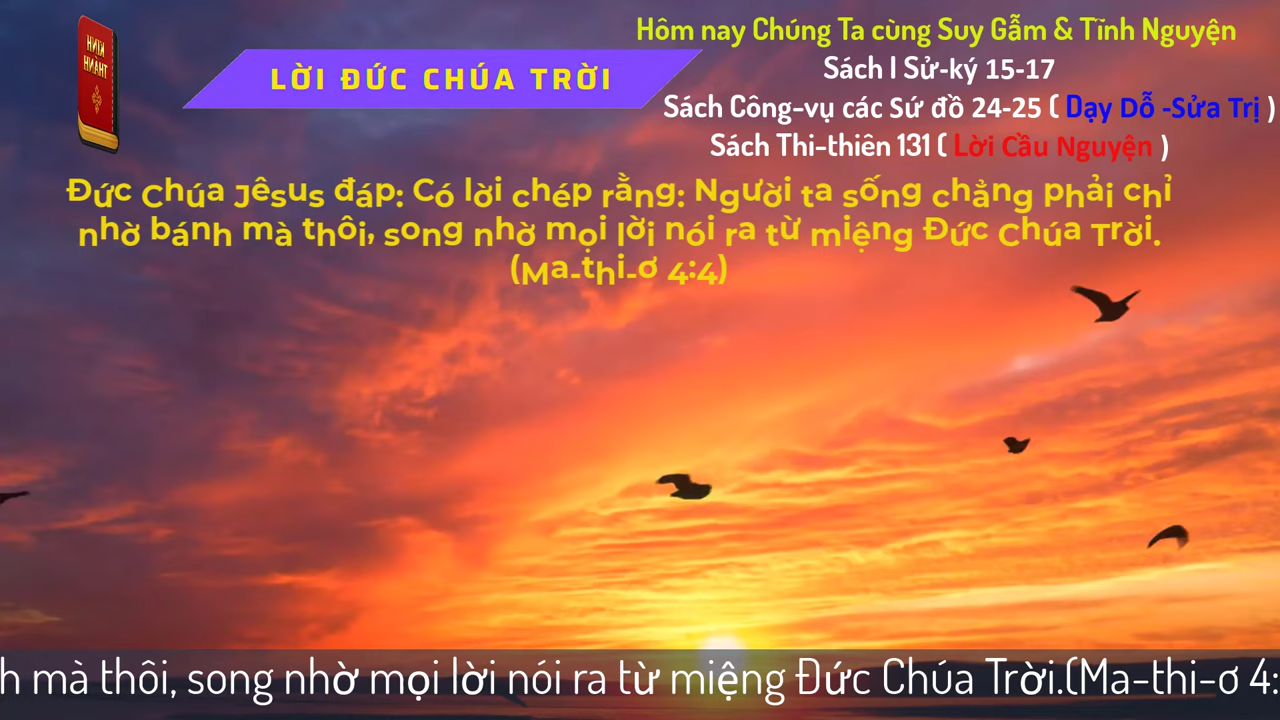 KINH
THANH
LỜI ĐỨC CHÚA TRỜI
Hôm nay Chúng Ta cùng Suy Gẫm & Tĩnh Nguyện
Sách I Sử-ký 15-17
Sách Công-vụ các Sứ đồ 24-25 ( Dạy Dỗ -Sửa Trị )
Sách Thi-thiên 131 ( Lời Cầu Nguyện )
Đức Chúa Jêsus đáp: Có lời chép rằng: Người ta sống chẳng phải chỉ
nhờ bánh mà thôi, song nhờ mọi lời nói ra từ miệng Đức Chúa Trời.
(Ma-thi-ơ 4:4)
h mà thôi, song nhờ mọi lời nói ra từ miệng Đức Chúa Trời.(Ma-thi-ơ 4: